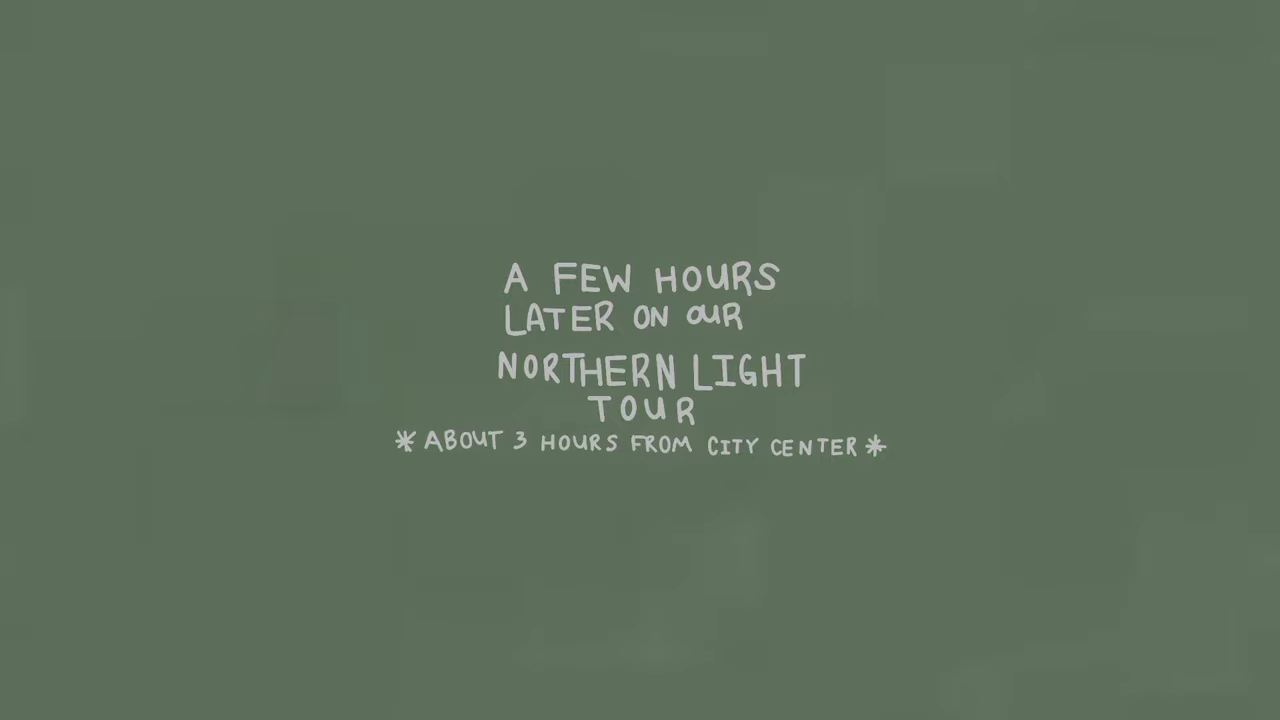 A FEW HOURS
LATER ON OUR
NORTHERN LIGHT
TOUR
*ABOUT 3 HOURS FROM CITY CENTER*